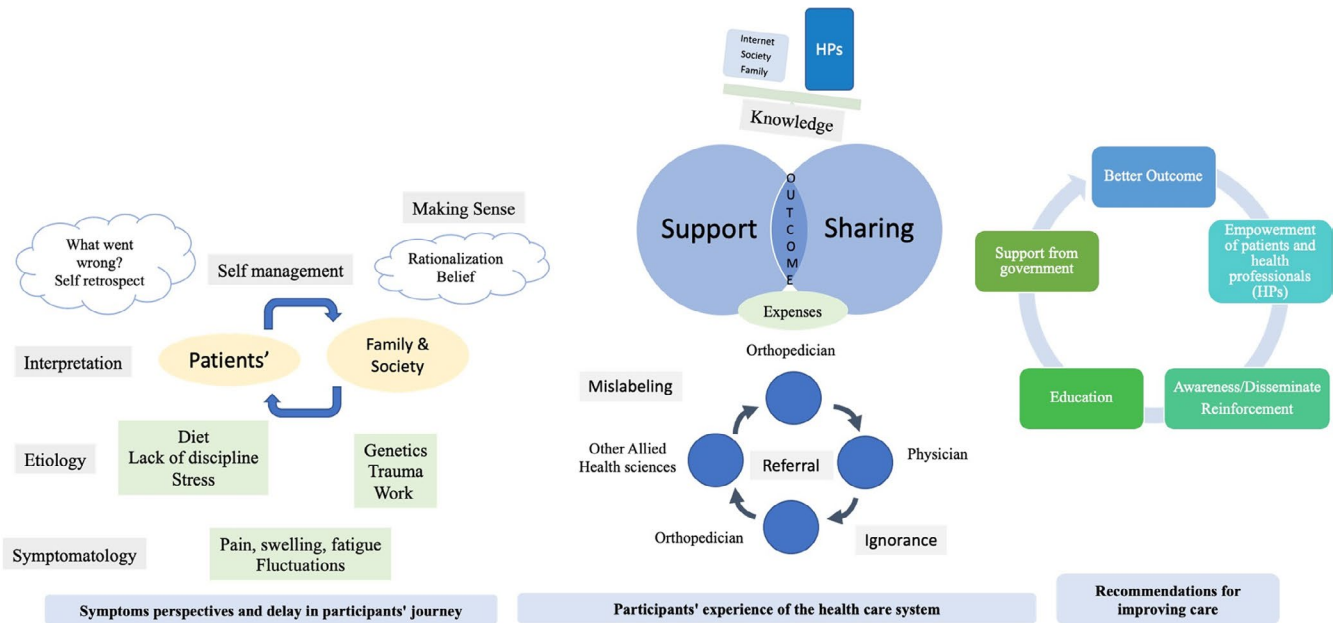 What went
wrong?
Self retrospect
Self management
Making Sense
Rationalization
Belief
Interpretation
Patients’
Family &
Society
Etiology
Diet
Lack of discipline
Stress
Genetics
Trauma
Work
Symptomatology
Pain, swelling, fatigue
Fluctuations
Symptoms perspectives and delay in participants' journey
Internet
Society
Family
HPs
Knowledge
Support
OUTCOME
Sharing
Expenses
Orthopedician
Mislabeling
Other Allied
Health sciences
Referral
Physician
Orthopedician
Ignorance
Participants' experience of the health care system
Better Outcome
Empowerment
of patients and
health
professionals
(HPs)
Support from
government
Education
Awareness/Disseminate
Reinforcement
Recommendations for
improving care